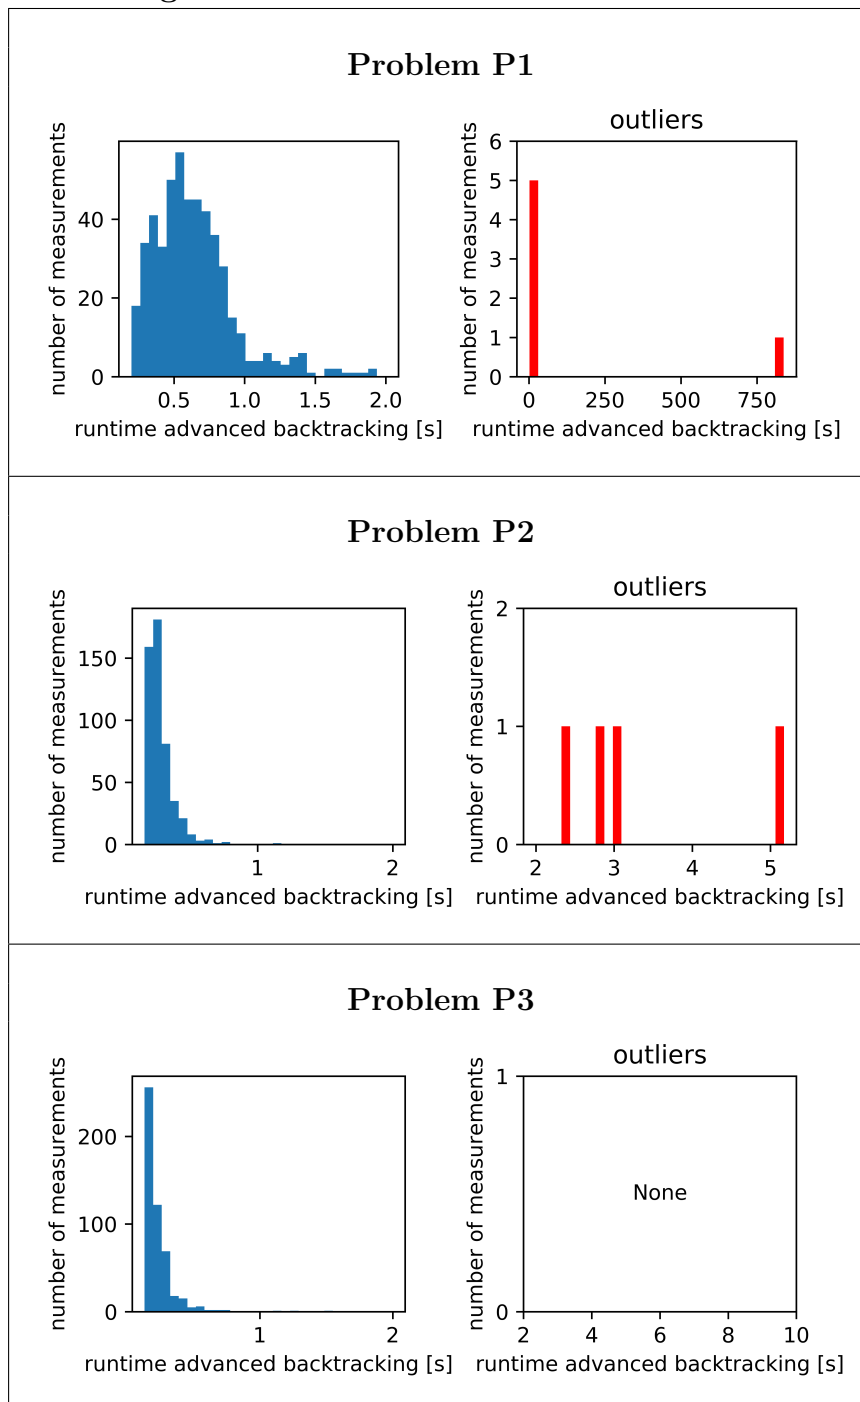 Problem P1
number of measurements
40
20
0
0.5 1.0 1.5 2.0
runtime advanced backtracking [s]
outliers
number of measurements
6
5
4
3
2
1
0
0 250 500 750
runtime advanced backtracking [s]
Problem P2
number of measurements
150
100
50
0
1 2
runtime advanced backtracking [s]
outliers
number of measurements
2
1
0
2 3 4 5
runtime advanced backtracking [s]
Problem P3
number of measurements
200
100
0
1 2
runtime advanced backtracking [s]
outliers
number of measurements
1
0
None
2 4 6 8 10
runtime advanced backtracking [s]